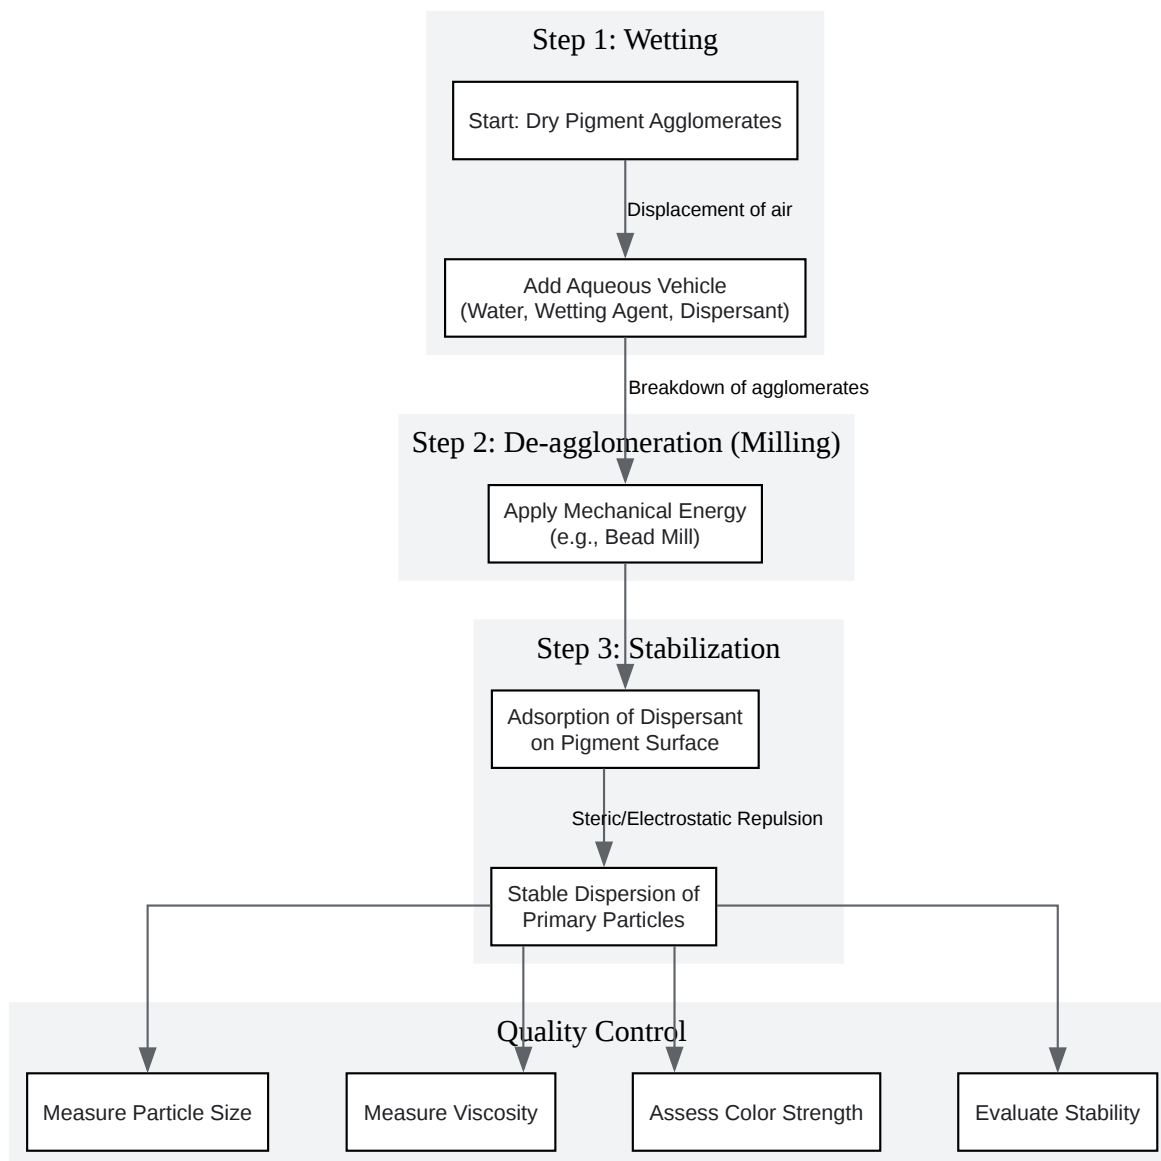 Step 1: Wetting
Start: Dry Pigment Agglomerates
Displacement of air
Add Aqueous Vehicle
(Water, Wetting Agent, Dispersant)
Breakdown of agglomerates
Step 2: De-agglomeration (Milling)
Apply Mechanical Energy
(e.g., Bead Mill)
Step 3: Stabilization
Adsorption of Dispersant
on Pigment Surface
Steric/Electrostatic Repulsion
Stable Dispersion of
Primary Particles
Quality Control
Measure Particle Size
Measure Viscosity
Assess Color Strength
Evaluate Stability